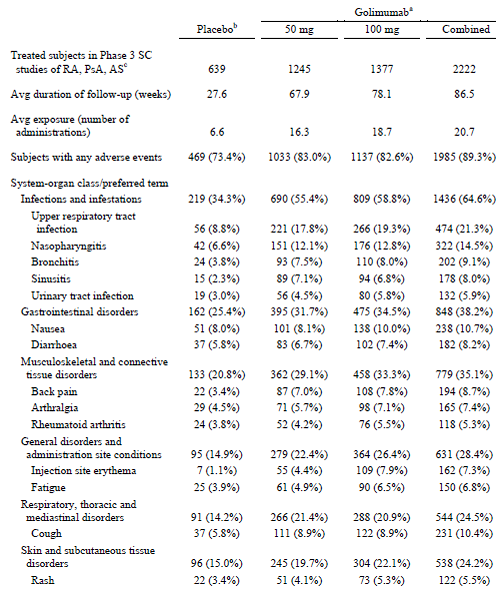 Golimumabᵃ
Placeboᵇ 50 mg 100 mg Combined
Treated subjects in Phase 3 SC
studies of RA, PsA, ASᶜ 639 1245 1377 2222
Avg duration of follow-up (weeks) 27.6 67.9 78.1 86.5
Avg exposure (number of
administrations) 6.6 16.3 18.7 20.7
Subjects with any adverse events 469 (73.4%) 1033 (83.0%) 1137 (82.6%) 1985 (89.3%)
System-organ class/preferred term
Infections and infestations 219 (34.3%) 690 (55.4%) 809 (58.8%) 1436 (64.6%)
Upper respiratory tract
infection 56 (8.8%) 221 (17.8%) 266 (19.3%) 474 (21.3%)
Nasopharyngitis 42 (6.6%) 151 (12.1%) 176 (12.8%) 322 (14.5%)
Bronchitis 24 (3.8%) 93 (7.5%) 110 (8.0%) 202 (9.1%)
Sinusitis 15 (2.3%) 89 (7.1%) 94 (6.8%) 178 (8.0%)
Urinary tract infection 19 (3.0%) 56 (4.5%) 80 (5.8%) 132 (5.9%)
Gastrointestinal disorders 162 (25.4%) 395 (31.7%) 475 (34.5%) 848 (38.2%)
Nausea 51 (8.0%) 101 (8.1%) 138 (10.0%) 238 (10.7%)
Diarrhoea 37 (5.8%) 83 (6.7%) 102 (7.4%) 182 (8.2%)
Musculoskeletal and connective
tissue disorders 133 (20.8%) 362 (29.1%) 458 (33.3%) 779 (35.1%)
Back pain 22 (3.4%) 87 (7.0%) 108 (7.8%) 194 (8.7%)
Arthralgia 29 (4.5%) 71 (5.7%) 98 (7.1%) 165 (7.4%)
Rheumatoid arthritis 24 (3.8%) 52 (4.2%) 76 (5.5%) 118 (5.3%)
General disorders and
administration site conditions 95 (14.9%) 279 (22.4%) 364 (26.4%) 631 (28.4%)
Injection site erythema 7 (1.1%) 55 (4.4%) 109 (7.9%) 162 (7.3%)
Fatigue 25 (3.9%) 61 (4.9%) 90 (6.5%) 150 (6.8%)
Respiratory, thoracic and
mediastinal disorders 91 (14.2%) 266 (21.4%) 288 (20.9%) 544 (24.5%)
Cough 37 (5.8%) 111 (8.9%) 122 (8.9%) 231 (10.4%)
Skin and subcutaneous tissue
disorders 96 (15.0%) 245 (19.7%) 304 (22.1%) 538 (24.2%)
Rash 22 (3.4%) 51 (4.1%) 73 (5.3%) 122 (5.5%)